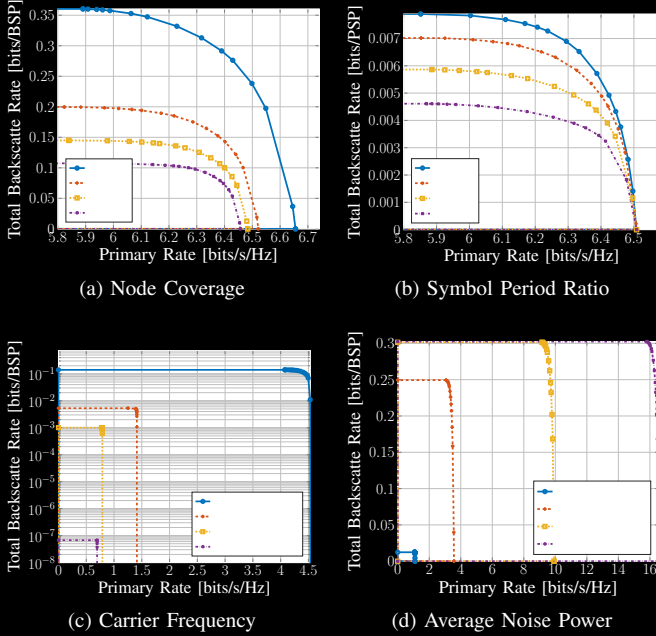 Total Backscatte Rate [bits/BSP]
0.35
0.3
0.25
0.2
0.15
0.1
0.05
0
5.8 5.9 6 6.1 6.2 6.3 6.4 6.5 6.6 6.7
Primary Rate [bits/s/Hz]
(a) Node Coverage
Total Backscatte Rate [bits/PSP]
0.007
0.006
0.005
0.004
0.003
0.002
0.001
0
5.8 5.9 6 6.1 6.2 6.3 6.4 6.5
Primary Rate [bits/s/Hz]
(b) Symbol Period Ratio
Total Backscatte Rate [bits/BSP]
10⁻¹
10⁻²
10⁻³
10⁻⁴
10⁻⁵
10⁻⁶
10⁻⁷
10⁻⁸
0 0.5 1 1.5 2 2.5 3 3.5 4 4.5
Primary Rate [bits/s/Hz]
(c) Carrier Frequency
Total Backscatte Rate [bits/BSP]
0.3
0.25
0.2
0.15
0.1
0.05
0
0 2 4 6 8 10 12 14 16
Primary Rate [bits/s/Hz]
(d) Average Noise Power